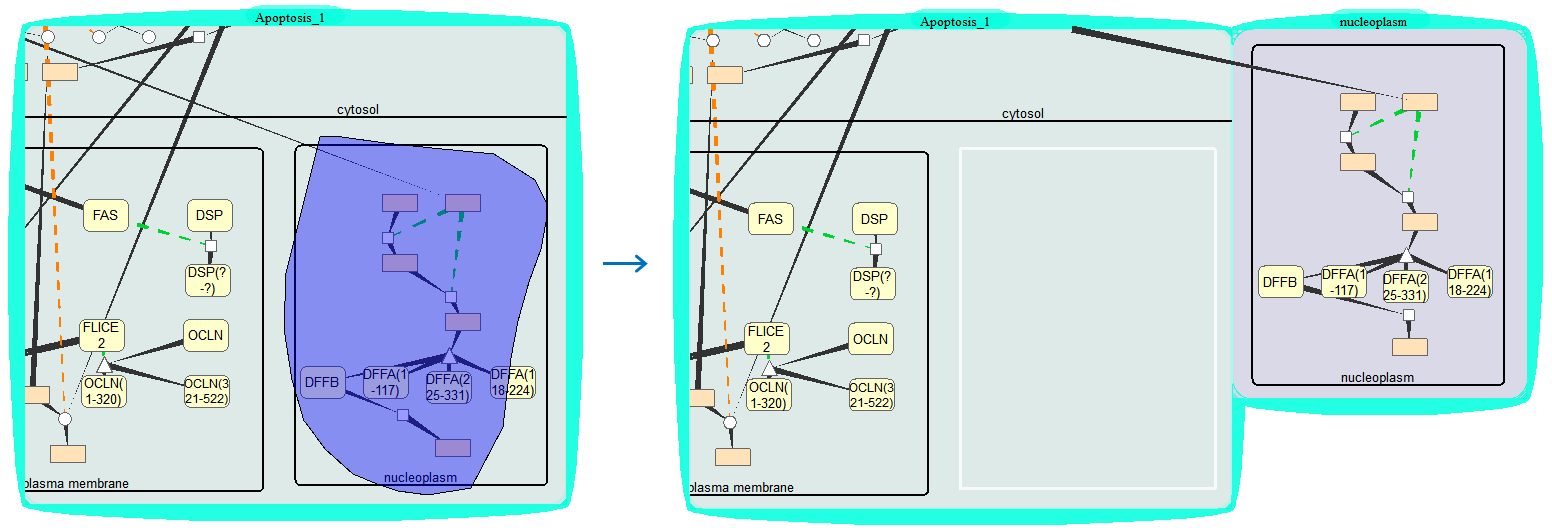 Apoptosis_1
cytosol
FAS
DSP
DSP(?
-?)
FLICE
2
OCLN
OCLN(
1-320)
OCLN(3
21-522)
plasma membrane
DFFB
DFFA(1
-117)
DFFA(2
25-331)
DFFA(1
18-224)
nucleoplasm
Apoptosis_1
cytosol
FAS
DSP
DSP(?
-?)
FLICE
2
OCLN
OCLN(
1-320)
OCLN(3
21-522)
plasma membrane
nucleoplasm
DFFB
DFFA(1
-117)
DFFA(2
25-331)
DFFA(1
18-224)
nucleoplasm